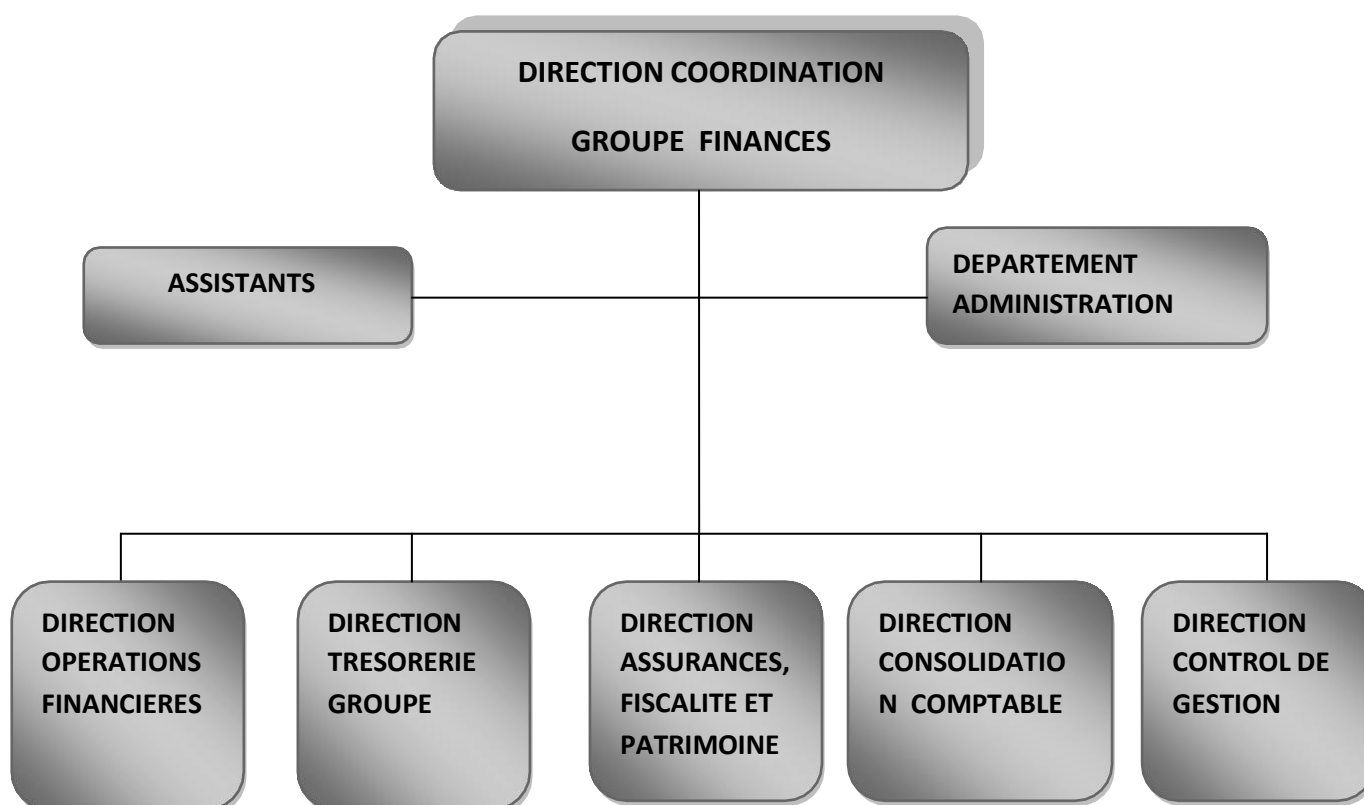 DIRECTION COORDINATION
GROUPE FINANCES
ASSISTANTS
DEPARTEMENT
ADMINISTRATION
DIRECTION
OPERATIONS
FINANCIERES
DIRECTION
TRESORERIE
GROUPE
DIRECTION
ASSURANCES,
FISCALITE ET
PATRIMOINE
DIRECTION
CONSOLIDATIO
N COMPTABLE
DIRECTION
CONTROL DE
GESTION